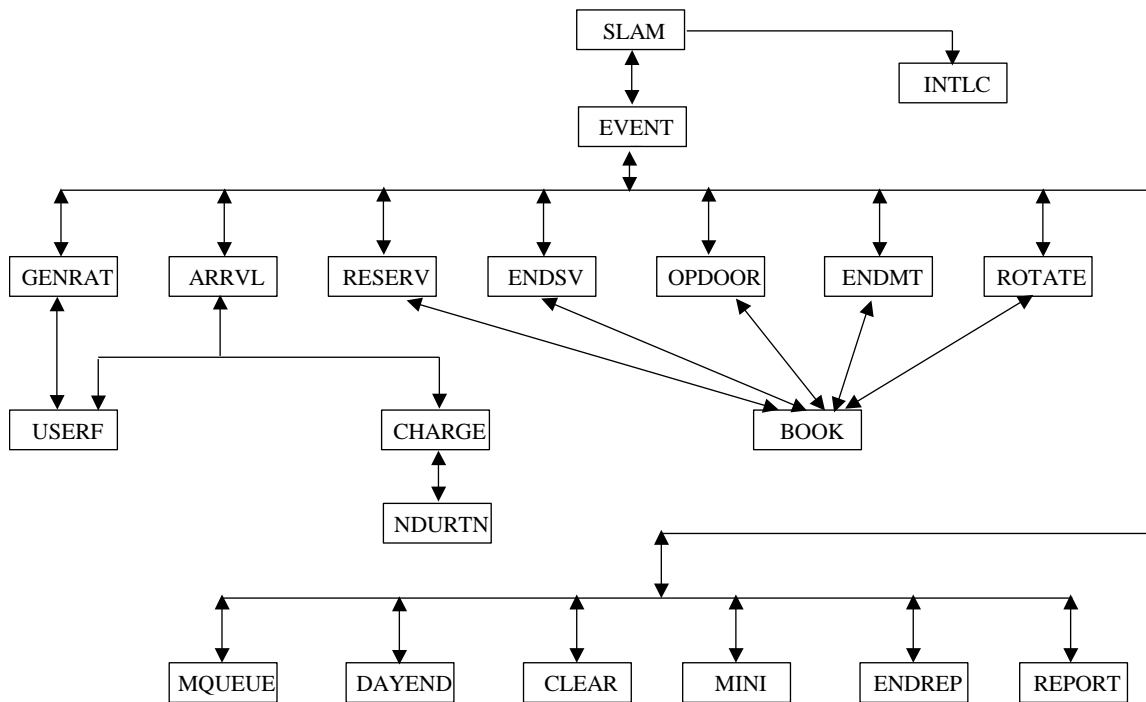 SLAM
INTLC
EVENT
GENRAT
ARRVL
RESERV
ENDSV
OPDOOR
ENDMT
ROTATE
USERF
CHARGE
BOOK
NDURTN
MQUEUE
DAYEND
CLEAR
MINI
ENDREP
REPORT